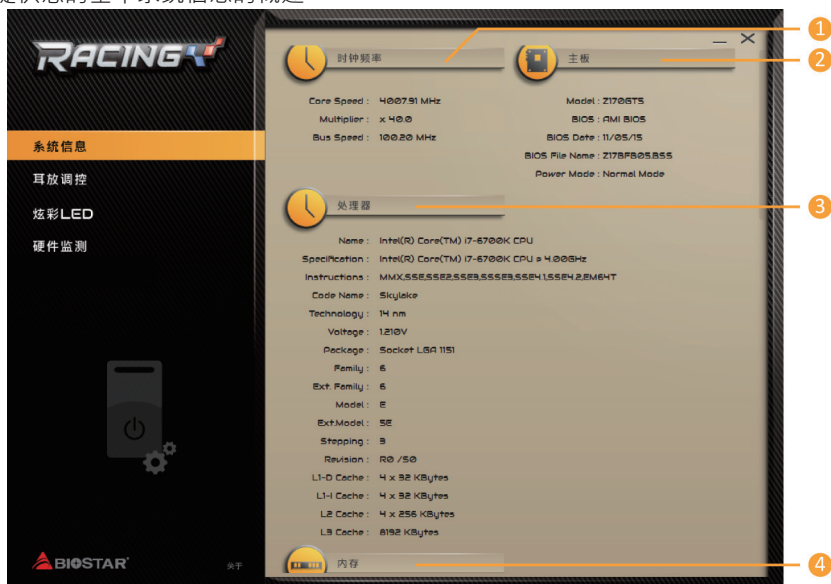 RACING
系统信息
耳放调控
炫彩LED
硬件监测
BIOSTAR
关于
时钟频率
1
Core Speed : 4007.91 MHz
Multiplier : x 40.0
Bus Speed : 100.20 MHz
主板
2
Model : Z170GT5
BIOS : AMI BIOS
BIOS Date : 11/05/15
BIOS File Name : Z17BFB05.BSS
Power Mode : Normal Mode
处理器
3
Name : Intel(R) Core(TM) i7-6700K CPU
Specification : Intel(R) Core(TM) i7-6700K CPU @ 4.00GHz
Instructions : MMX,SSE,SSE2,SSE3,SSSE3,SSE4.1,SSE4.2,EM64T
Code Name : Skylake
Technology : 14 nm
Voltage : 1.210V
Package : Socket LGA 1151
Family : 6
Ext. Family : 6
Model : E
Ext.Model : 5E
Stepping : 3
Revision : R0 /S0
L1-D Cache : 4 x 32 KBytes
L1-I Cache : 4 x 32 KBytes
L2 Cache : 4 x 256 KBytes
L3 Cache : 8192 KBytes
内存
4